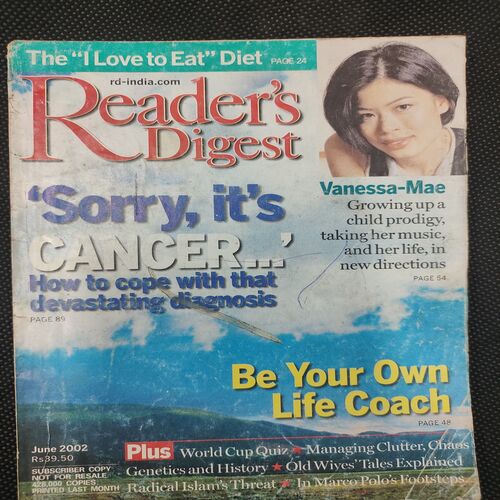 The "I Love to Eat" Diet PAGE 24
rd-india.com
Reader's
Digest
Vanessa-Mae
Growing up a
child prodigy,
taking her music,
and her life, in
new directions
PAGE 54
'Sorry, it's
CANCER...'
How to cope with that
devastating diagnosis
PAGE 89
Be Your Own
Life Coach
PAGE 48
June 2002
Rs39.50
SUBSCRIBER COPY
NOT FOR RESALE
426,000 COPIES
PRINTED LAST MONTH
Plus World Cup Quiz ★ Managing Clutter, Chaos
Genetics and History ★ Old Wives' Tales Explained
Radical Islam's Threat ★ In Marco Polo's Footsteps